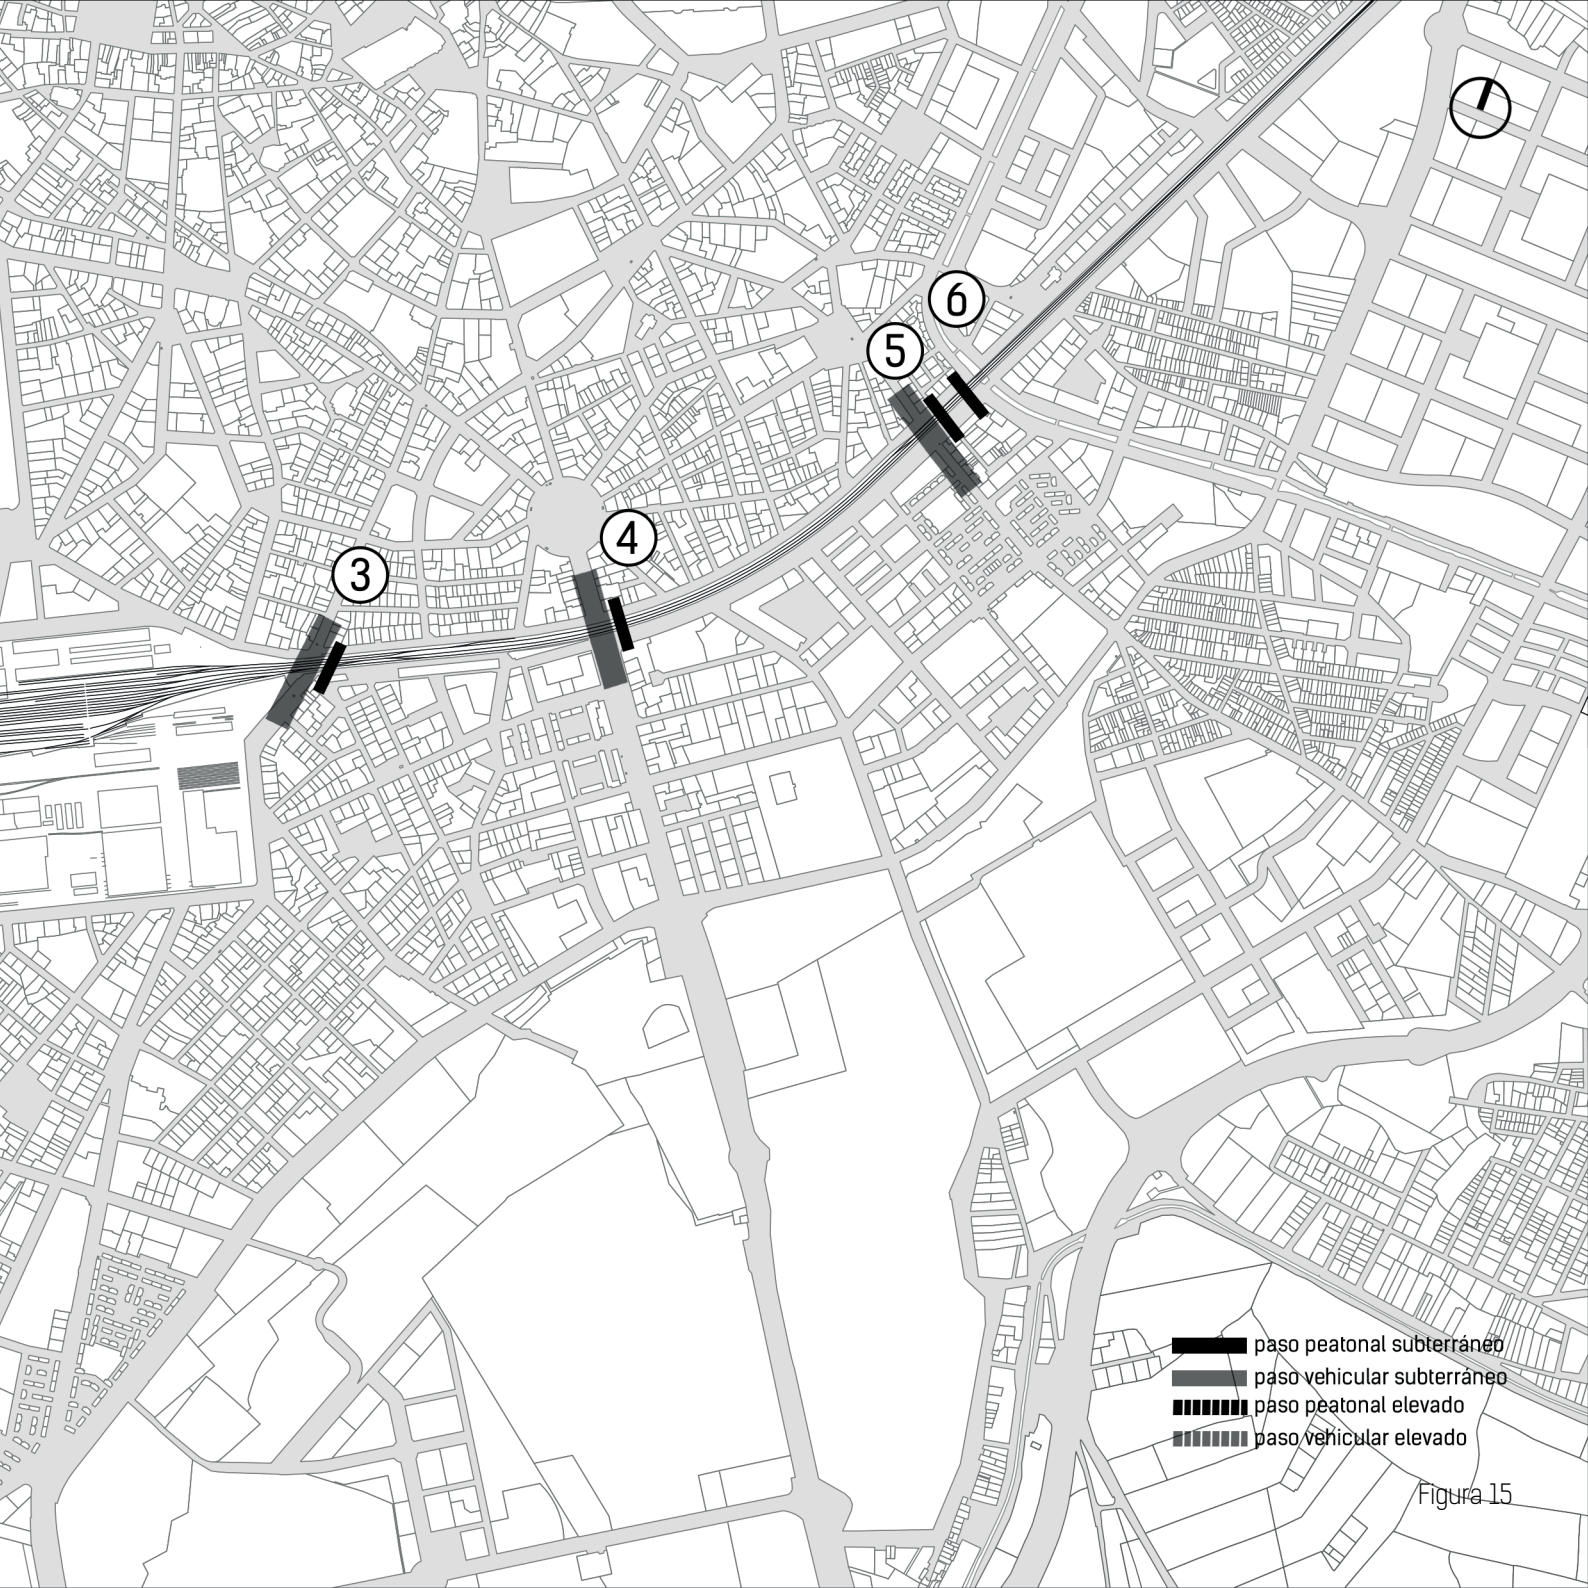 6
5
4
3
paso peatonal subterráneo
paso vehicular subterráneo
paso peatonal elevado
paso vehicular elevado
Figura 15